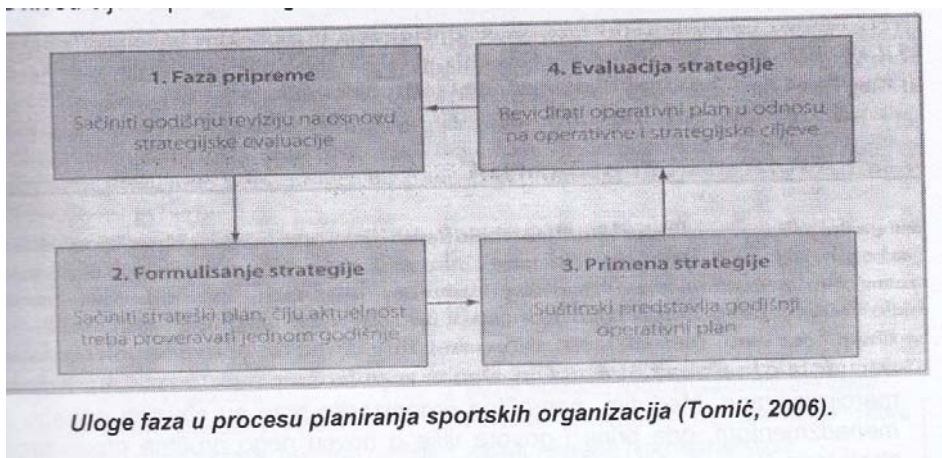 1. Faza pripreme
Sačiniti godišnju reviziju na osnovu
strategijske evaluacije
4. Evaluacija strategije
Revidirati operativni plan u odnosu
na operativne i strategijske ciljeve
2. Formulisanje strategije
Sačiniti strateški plan, čiju aktuelnost
treba proveravati jednom godišnje
3. Primena strategije
Suštinski predstavlja godišnji
operativni plan
Uloge faza u procesu planiranja sportskih organizacija (Tomić, 2006).